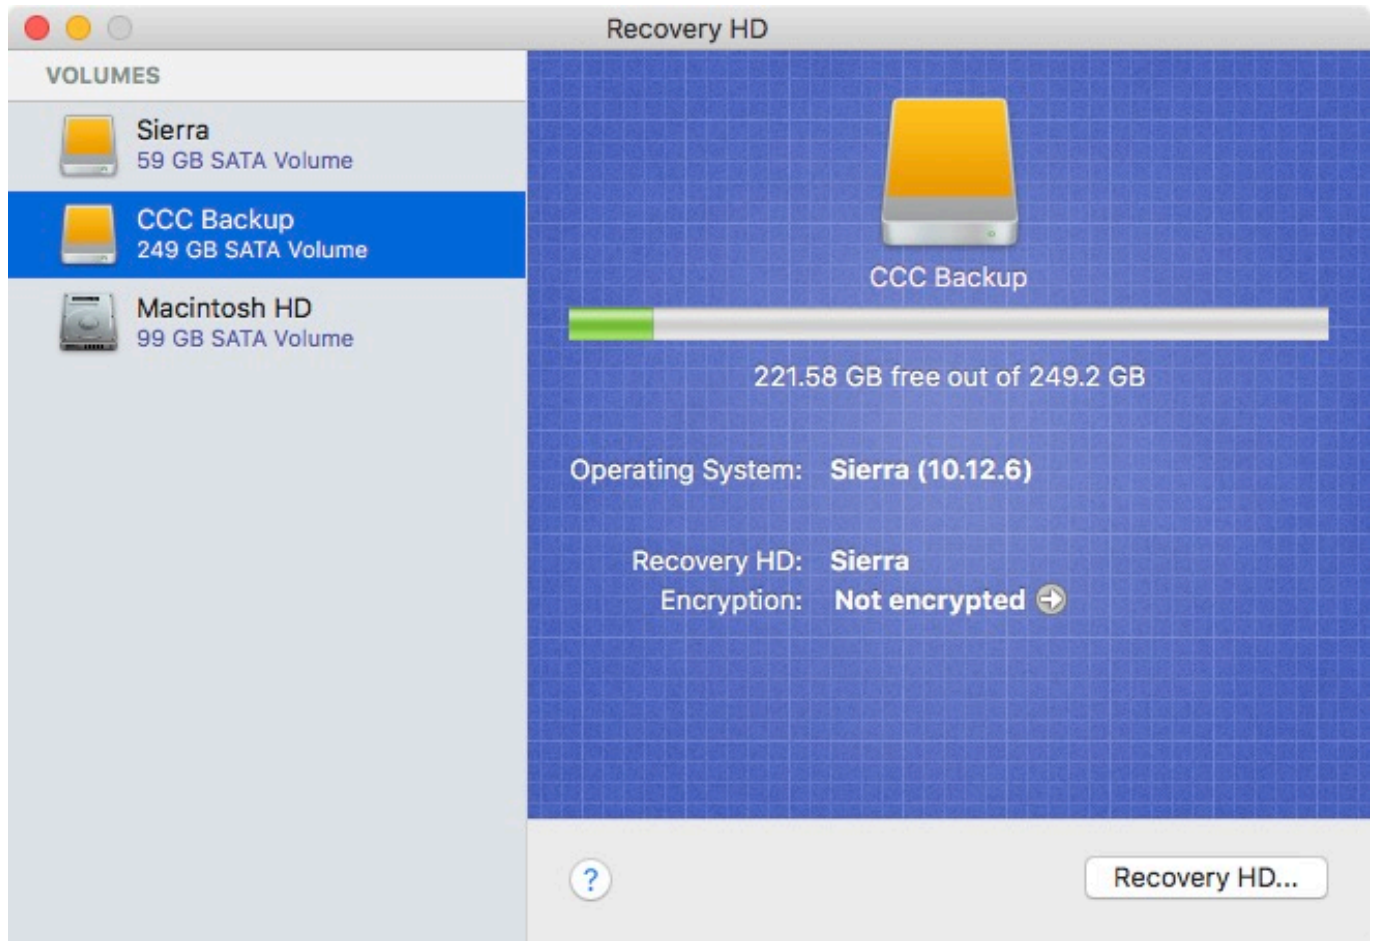 Recovery HD
VOLUMES
Sierra
59 GB SATA Volume
CCC Backup
249 GB SATA Volume
Macintosh HD
99 GB SATA Volume
CCC Backup
221.58 GB free out of 249.2 GB
Operating System: Sierra (10.12.6)
Recovery HD: Sierra
Encryption: Not encrypted
?
Recovery HD...